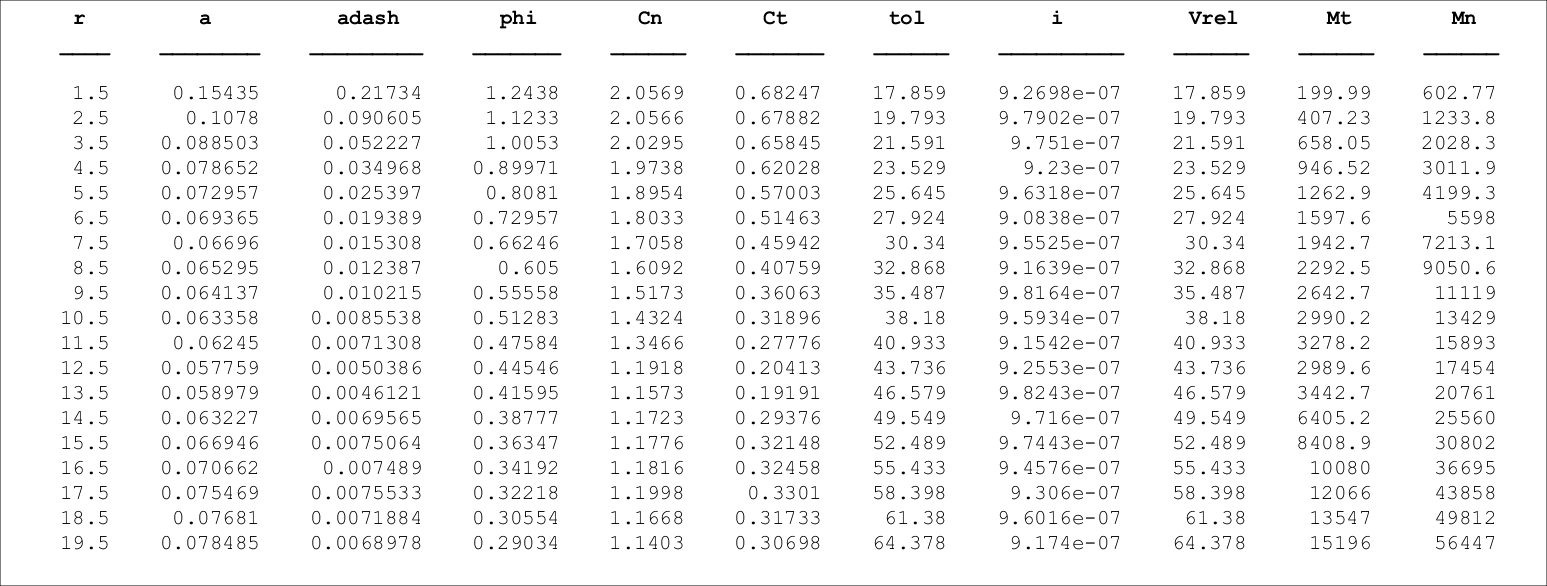 r a adash phi Cn Ct tol i Vrel Mt Mn
1.5 0.15435 0.21734 1.2438 2.0569 0.68247 17.859 9.2698e-07 17.859 199.99 602.77
2.5 0.1078 0.090605 1.1233 2.0566 0.67882 19.793 9.7902e-07 19.793 407.23 1233.8
3.5 0.088503 0.052227 1.0053 2.0295 0.65845 21.591 9.751e-07 21.591 658.05 2028.3
4.5 0.078652 0.034968 0.89971 1.9738 0.62028 23.529 9.23e-07 23.529 946.52 3011.9
5.5 0.072957 0.025397 0.8081 1.8954 0.57003 25.645 9.6318e-07 25.645 1262.9 4199.3
6.5 0.069365 0.019389 0.72957 1.8033 0.51463 27.924 9.0838e-07 27.924 1597.6 5598
7.5 0.06696 0.015308 0.66246 1.7058 0.45942 30.34 9.5525e-07 30.34 1942.7 7213.1
8.5 0.065295 0.012387 0.605 1.6092 0.40759 32.868 9.1639e-07 32.868 2292.5 9050.6
9.5 0.064137 0.010215 0.55558 1.5173 0.36063 35.487 9.8164e-07 35.487 2642.7 11119
10.5 0.063358 0.0085538 0.51283 1.4324 0.31896 38.18 9.5934e-07 38.18 2990.2 13429
11.5 0.06245 0.0071308 0.47584 1.3466 0.27776 40.933 9.1542e-07 40.933 3278.2 15893
12.5 0.057759 0.0050386 0.44546 1.1918 0.20413 43.736 9.2553e-07 43.736 2989.6 17454
13.5 0.058979 0.0046121 0.41595 1.1573 0.19191 46.579 9.8243e-07 46.579 3442.7 20761
14.5 0.063227 0.0069565 0.38777 1.1723 0.29376 49.549 9.716e-07 49.549 6405.2 25560
15.5 0.066946 0.0075064 0.36347 1.1776 0.32148 52.489 9.7443e-07 52.489 8408.9 30802
16.5 0.070662 0.007489 0.34192 1.1816 0.32458 55.433 9.4576e-07 55.433 10080 36695
17.5 0.075469 0.0075533 0.32218 1.1998 0.3301 58.398 9.306e-07 58.398 12066 43858
18.5 0.07681 0.0071884 0.30554 1.1668 0.31733 61.38 9.6016e-07 61.38 13547 49812
19.5 0.078485 0.0068978 0.29034 1.1403 0.30698 64.378 9.174e-07 64.378 15196 56447